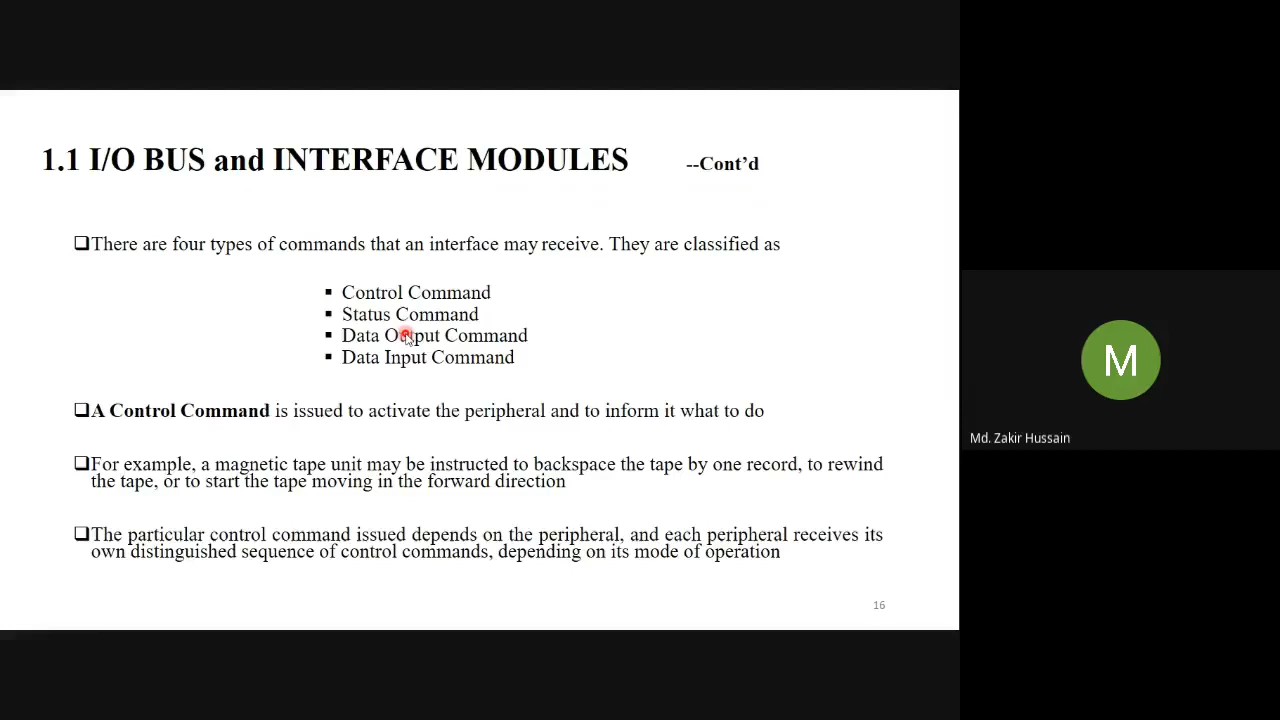 1.1 I/O BUS and INTERFACE MODULES --Cont’d
❑There are four types of commands that an interface may receive. They are classified as
▪ Control Command
▪ Status Command
▪ Data Output Command
▪ Data Input Command
❑A Control Command is issued to activate the peripheral and to inform it what to do
❑For example, a magnetic tape unit may be instructed to backspace the tape by one record, to rewind
the tape, or to start the tape moving in the forward direction
❑The particular control command issued depends on the peripheral, and each peripheral receives its
own distinguished sequence of control commands, depending on its mode of operation
16
M
Md. Zakir Hussain